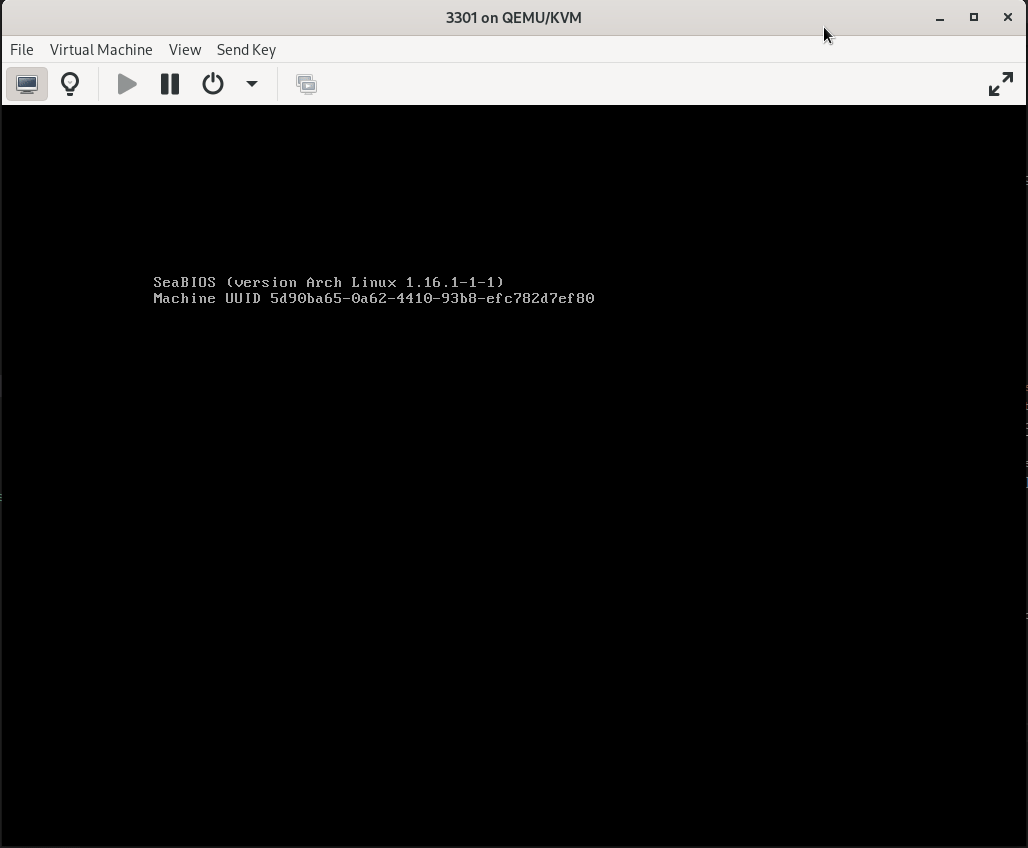 3301 on QEMU/KVM
File Virtual Machine View Send Key
SeaBIOS (version Arch Linux 1.16.1-1-1)
Machine UUID 5d90ba65-0a62-4410-93b8-efc782d7ef80